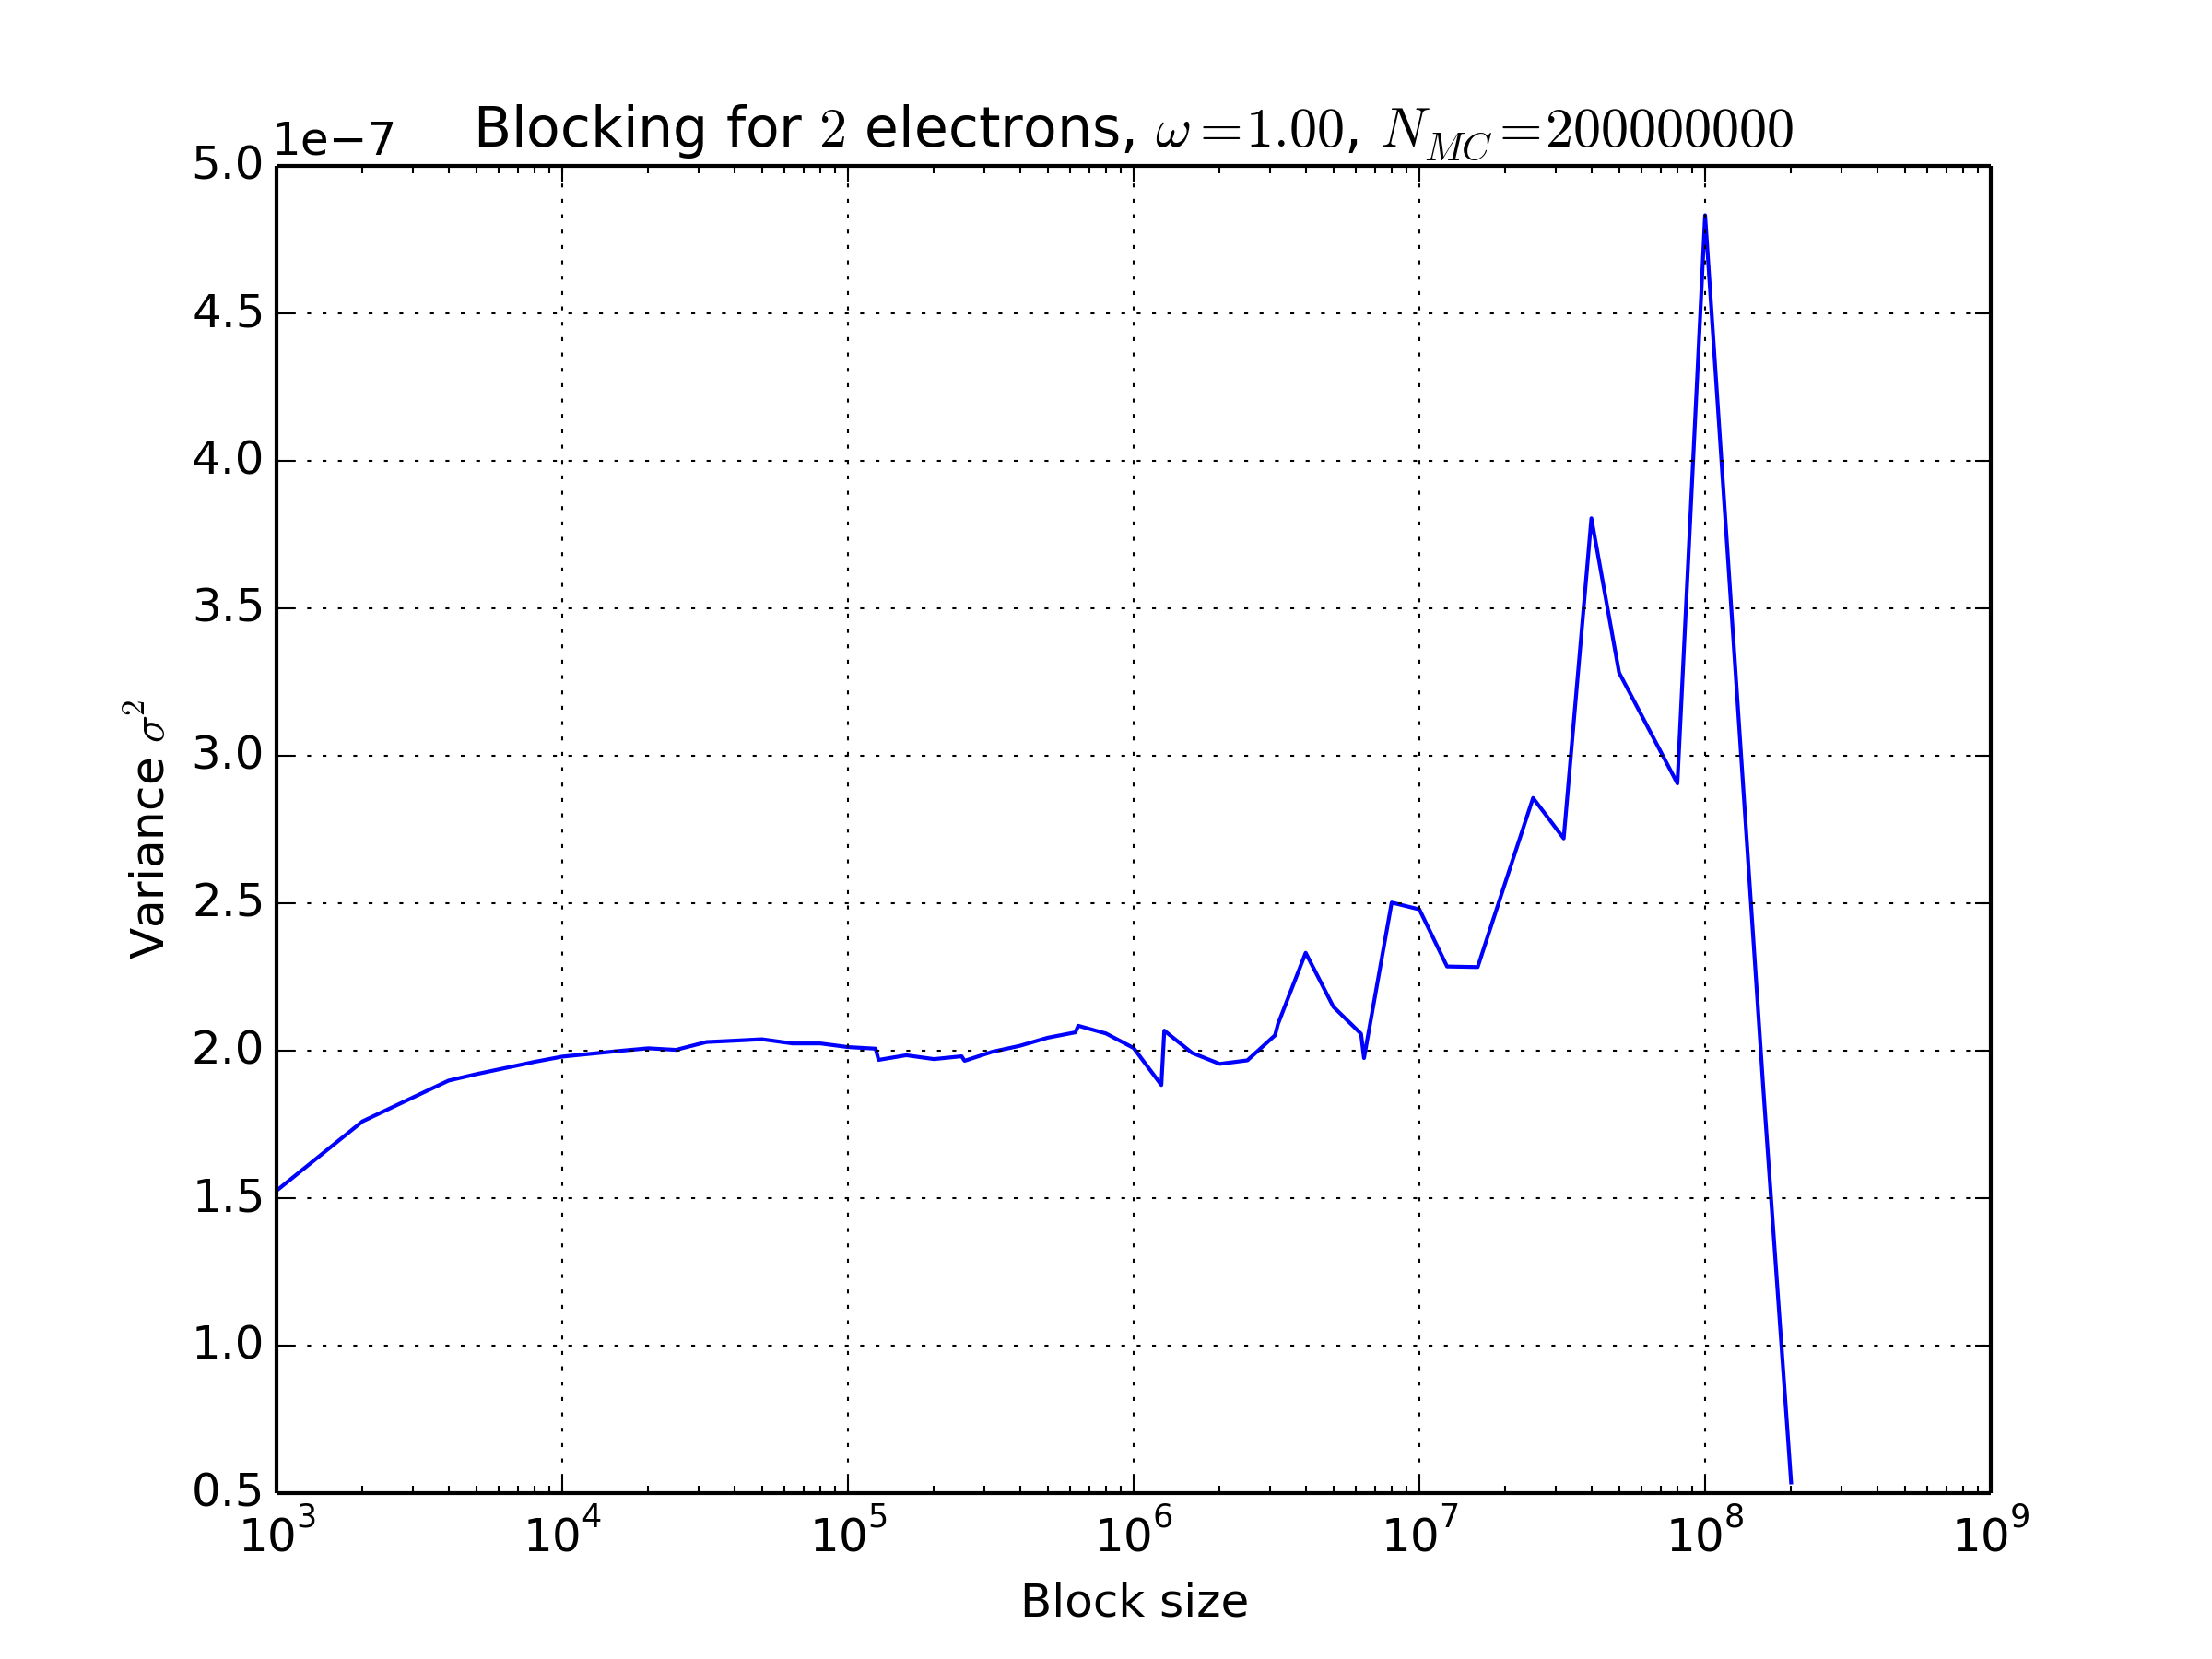 Blocking for 2 electrons, ω=1.00, N_MC=200000000
1e−7
5.0
4.5
4.0
3.5
3.0
2.5
2.0
1.5
1.0
0.5
Variance σ²
10³ 10⁴ 10⁵ 10⁶ 10⁷ 10⁸ 10⁹
Block size